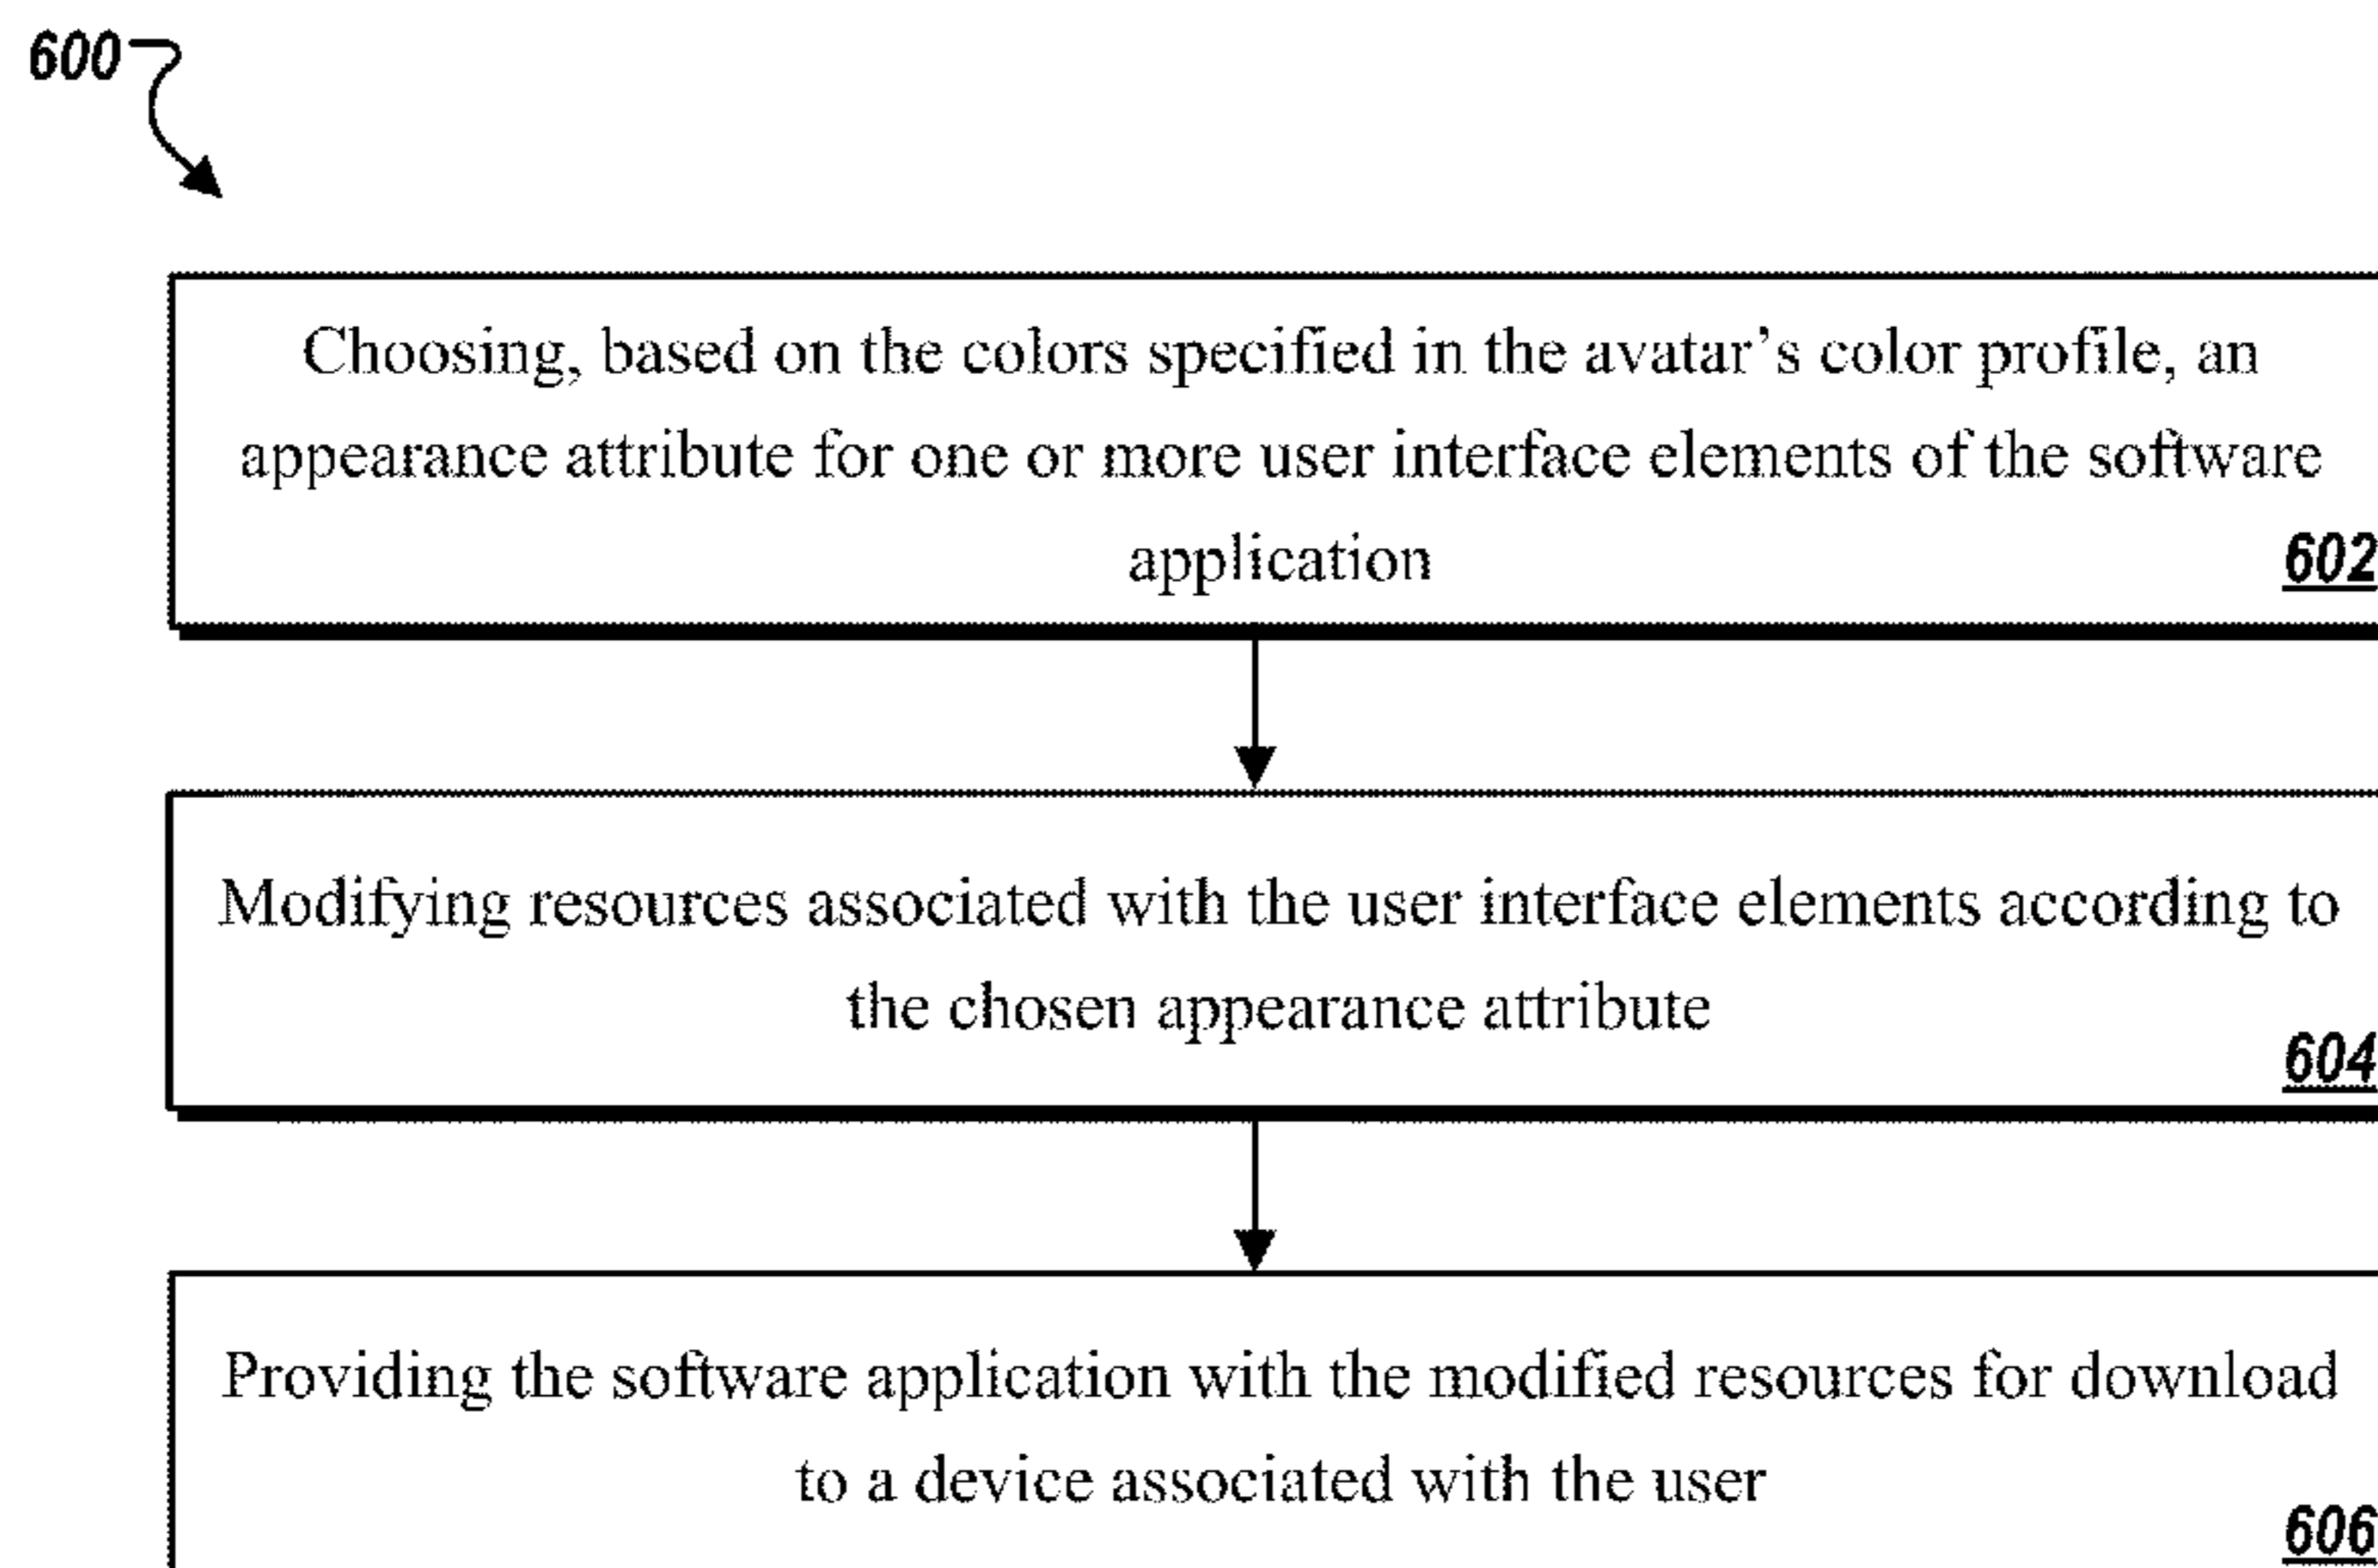 600
Choosing, based on the colors specified in the avatar's color profile, an
appearance attribute for one or more user interface elements of the software
application
602
Modifying resources associated with the user interface elements according to
the chosen appearance attribute
604
Providing the software application with the modified resources for download
to a device associated with the user
606